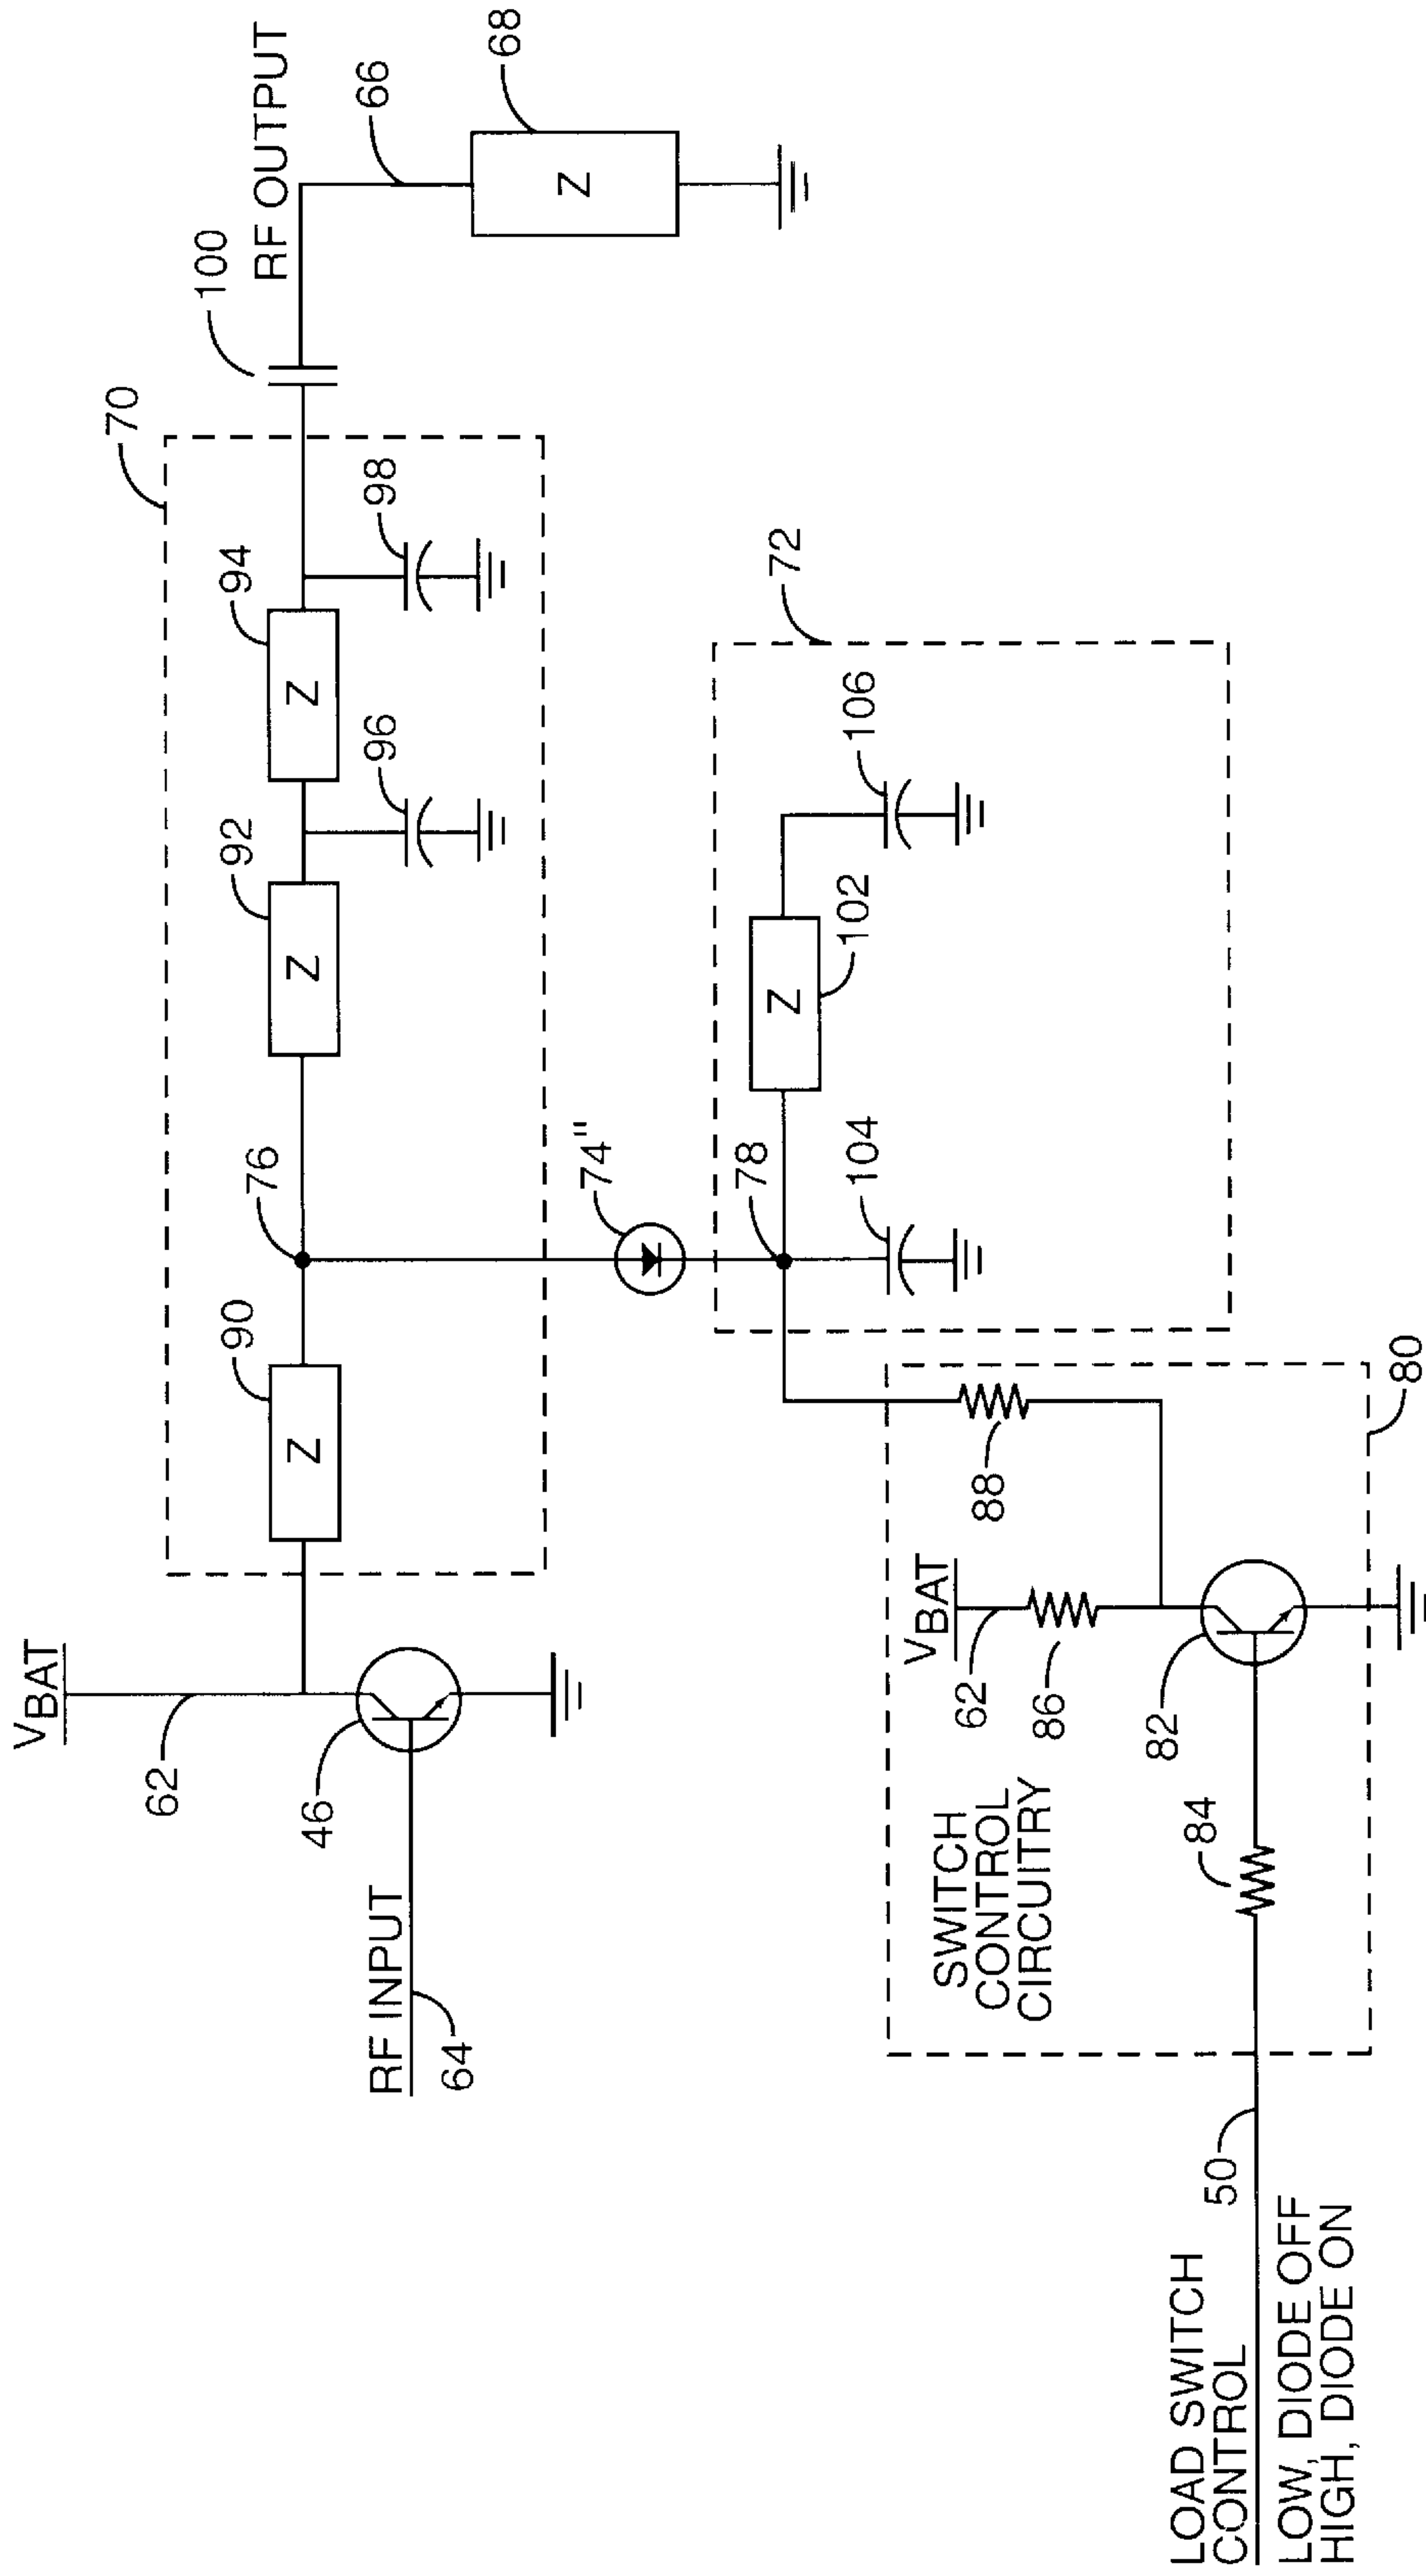 V BAT
62
46
RF INPUT
64
70
90
Z
76
92
Z
94
Z
96
98
100
RF OUTPUT
66
68
Z
74"
72
78
102
Z
104
106
80
SWITCH
CONTROL
CIRCUITRY
V BAT
62
86
88
82
84
50
LOAD SWITCH
CONTROL
LOW, DIODE OFF
HIGH, DIODE ON